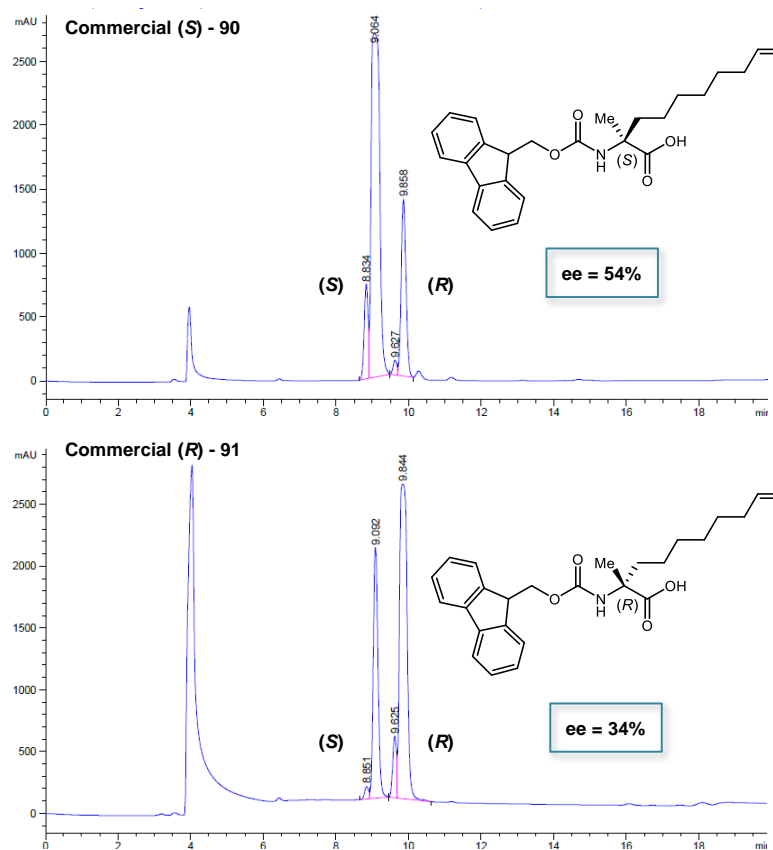 mAU
Commercial (S) - 90
9.064
2500
2000
1500
1000
500
0
8.834
9.627
9.858
(S)
(R)
Me
O
O
N
H
(S)
OH
O
ee = 54%
0
2
4
6
8
10
12
14
16
18
min
mAU
Commercial (R) - 91
2500
2000
1500
1000
500
0
8.851
9.092
9.625
9.844
(S)
(R)
Me
O
O
N
H
(R)
OH
O
ee = 34%
0
2
4
6
8
10
12
14
16
18
min